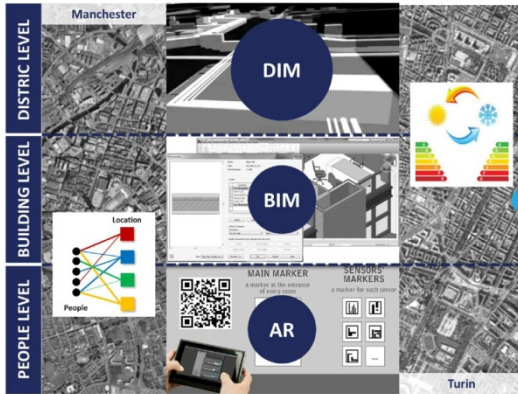 Manchester
DISTRIC LEVEL
DIM
BUILDING LEVEL
BIM
Location
People
PEOPLE LEVEL
MAIN MARKER
a marker at the entrance
of every room
SENSORS'
MARKERS
a marker for each sensor
AR
...
Turin